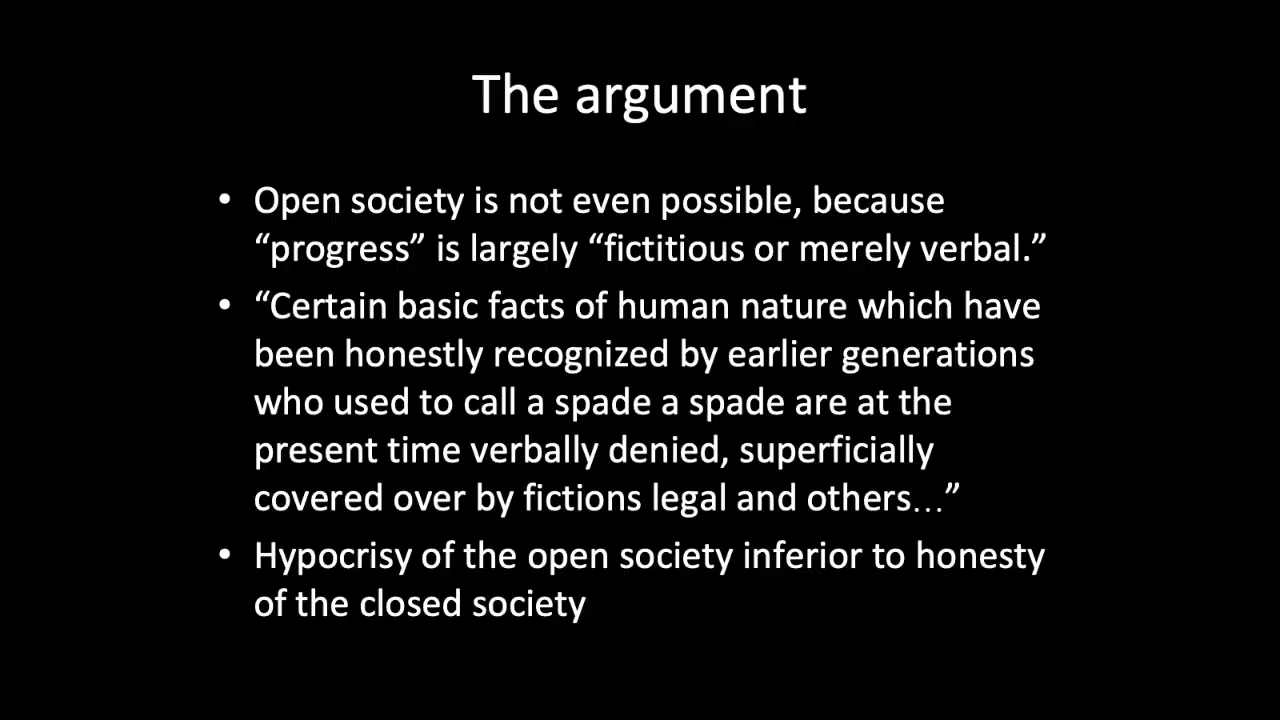 The argument
• Open society is not even possible, because
“progress” is largely “fictitious or merely verbal.”
• “Certain basic facts of human nature which have
been honestly recognized by earlier generations
who used to call a spade a spade are at the
present time verbally denied, superficially
covered over by fictions legal and others…”
• Hypocrisy of the open society inferior to honesty
of the closed society